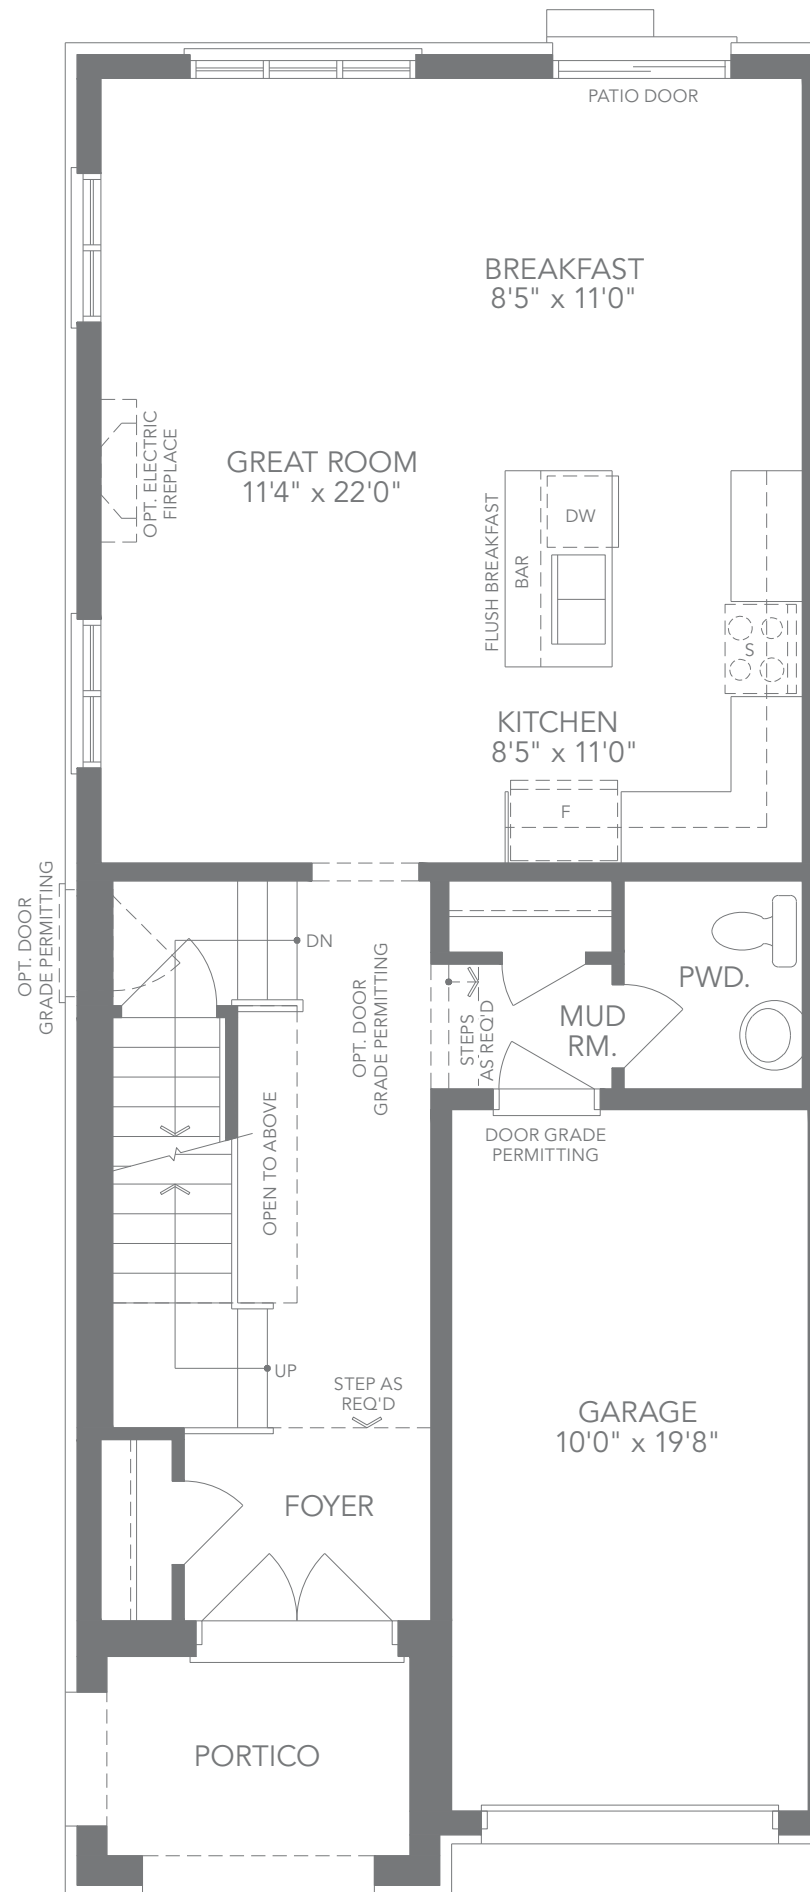 PATIO DOOR
BREAKFAST
8'5" x 11'0"
OPT. ELECTRIC
FIREPLACE
GREAT ROOM
11'4" x 22'0"
FLUSH BREAKFAST
BAR
DW
S
KITCHEN
8'5" x 11'0"
F
OPT. DOOR
GRADE PERMITTING
DN
OPT. DOOR
GRADE PERMITTING
STEPS
AS REQ'D
MUD
RM.
PWD.
OPEN TO ABOVE
DOOR GRADE
PERMITTING
UP
STEP AS
REQ'D
GARAGE
10'0" x 19'8"
FOYER
PORTICO